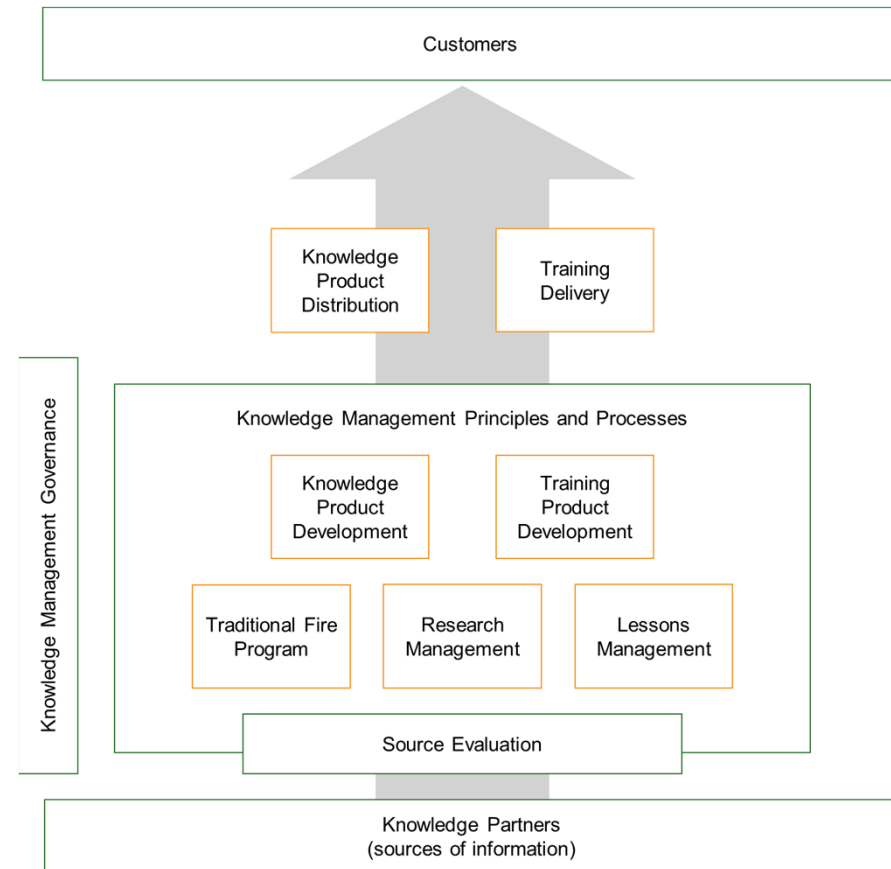 Customers
Knowledge
Product
Distribution
Training
Delivery
Knowledge Management Governance
Knowledge Management Principles and Processes
Knowledge
Product
Development
Training
Product
Development
Traditional Fire
Program
Research
Management
Lessons
Management
Source Evaluation
Knowledge Partners
(sources of information)